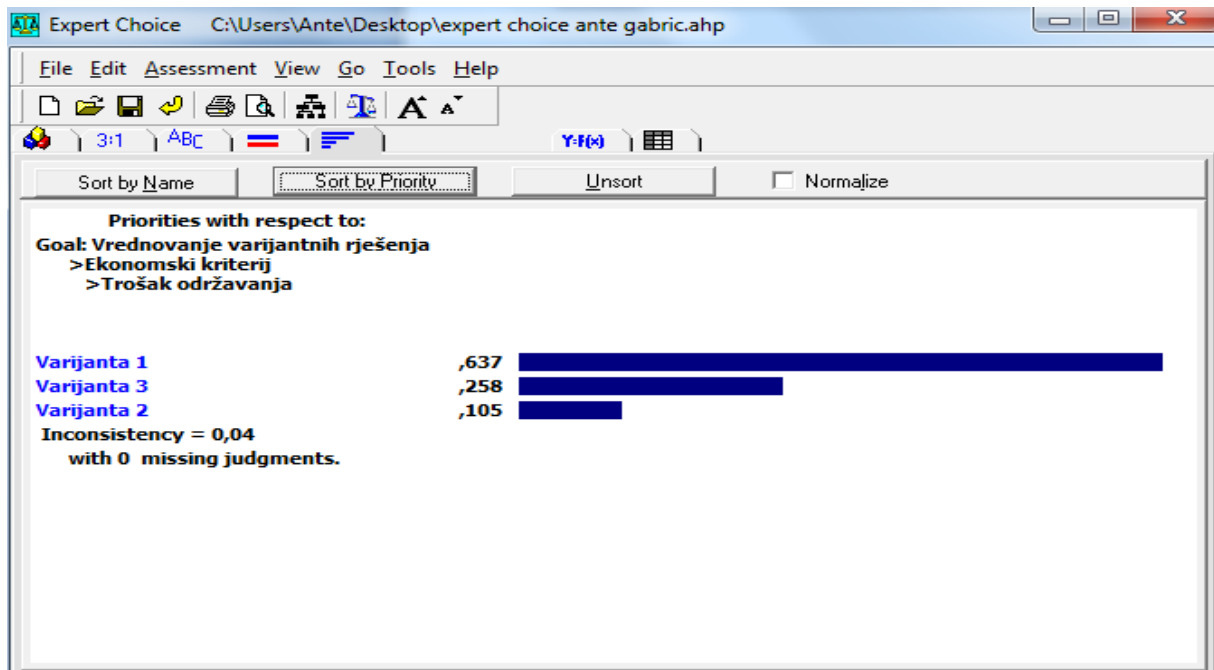 Expert Choice C:\Users\Ante\Desktop\expert choice ante gabric.ahp
File Edit Assessment View Go Tools Help
A A
3:1 ABC Y=F(x)
Sort by Name Sort by Priority Unsort Normalize
Priorities with respect to:
Goal: Vrednovanje varijantnih rješenja
>Ekonomski kriterij
>Trošak održavanja
Varijanta 1 ,637
Varijanta 3 ,258
Varijanta 2 ,105
Inconsistency = 0,04
with 0 missing judgments.